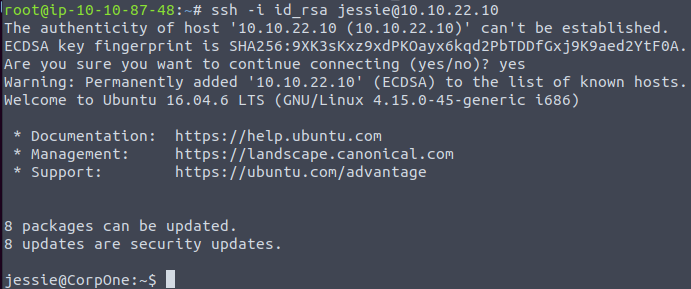 root@ip-10-10-87-48:~# ssh -i id_rsa jessie@10.10.22.10
The authenticity of host '10.10.22.10 (10.10.22.10)' can't be established.
ECDSA key fingerprint is SHA256:9XK3sKxz9xdPKOayx6kqd2PbTDDfGxj9K9aed2YtF0A.
Are you sure you want to continue connecting (yes/no)? yes
Warning: Permanently added '10.10.22.10' (ECDSA) to the list of known hosts.
Welcome to Ubuntu 16.04.6 LTS (GNU/Linux 4.15.0-45-generic i686)
* Documentation:  https://help.ubuntu.com
* Management:     https://landscape.canonical.com
* Support:        https://ubuntu.com/advantage
8 packages can be updated.
8 updates are security updates.
jessie@CorpOne:~$